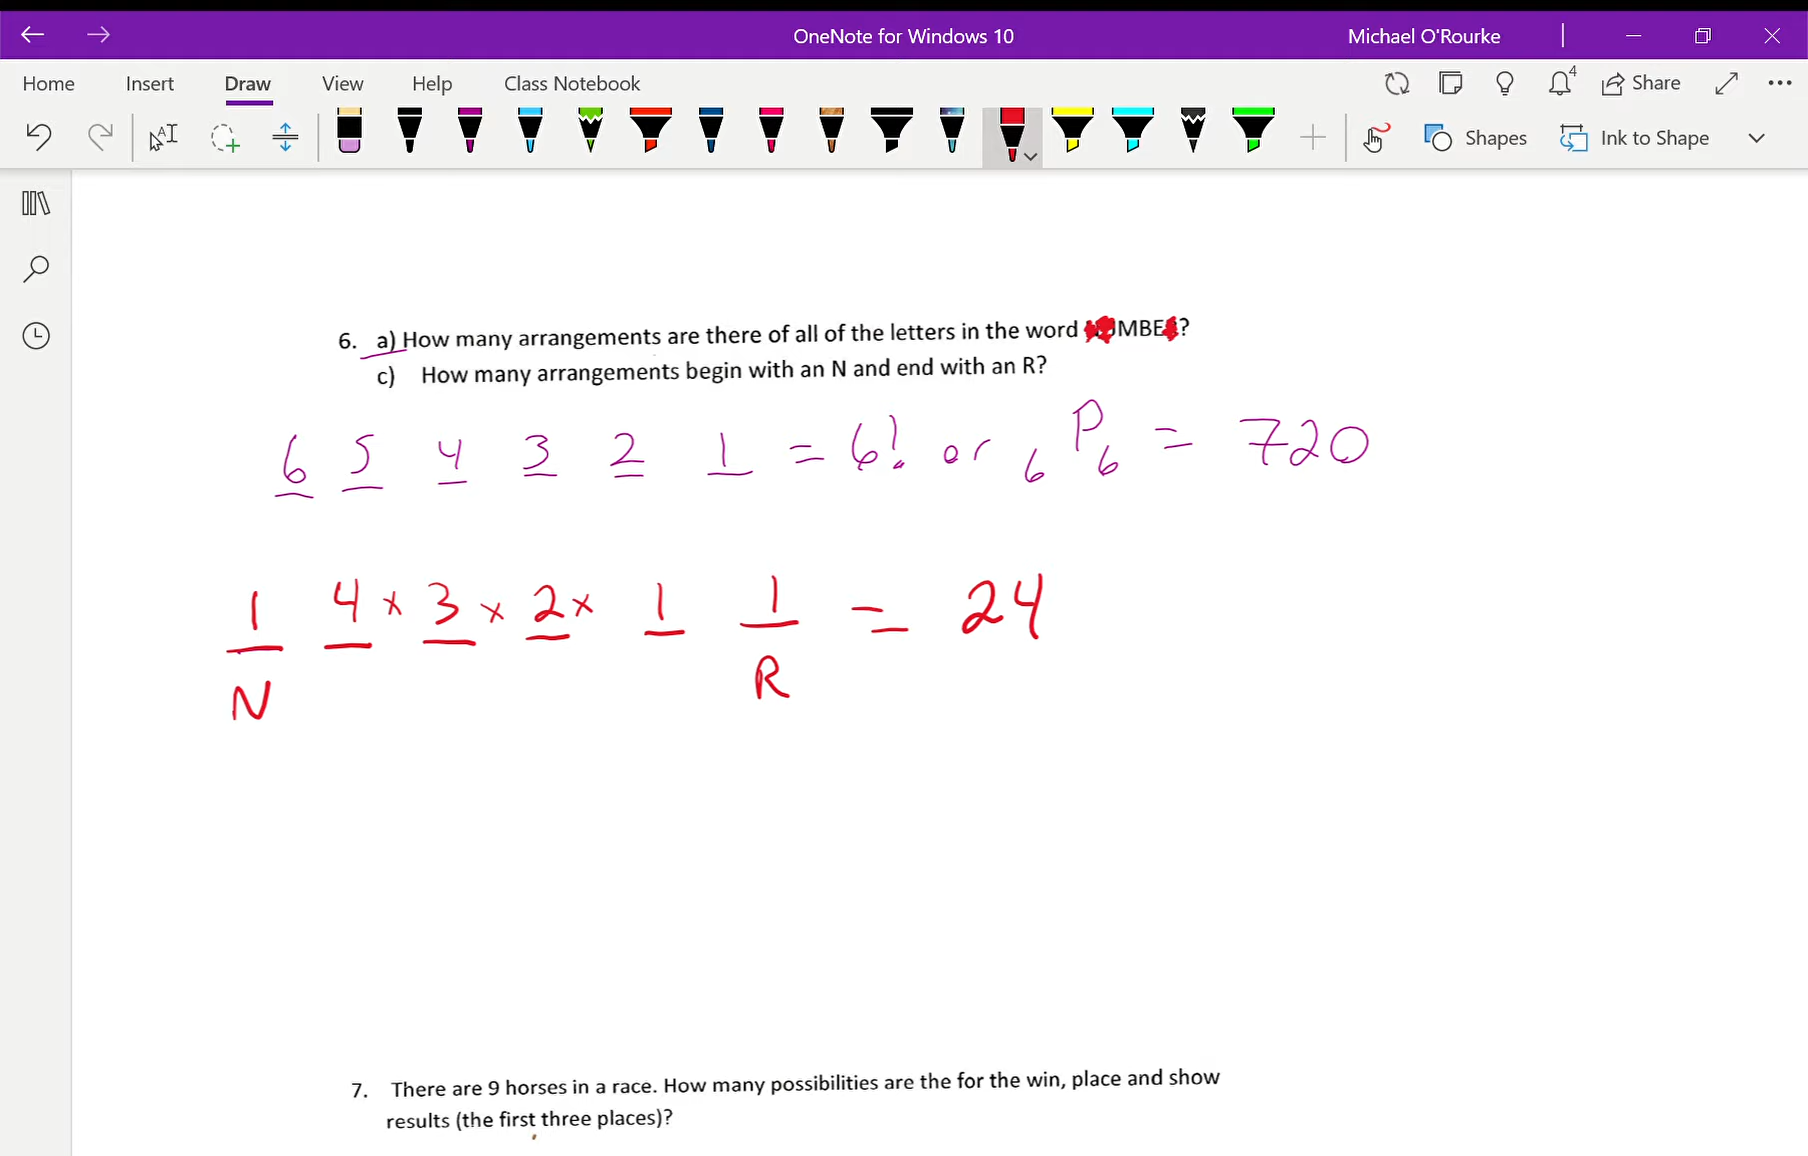 OneNote for Windows 10
Michael O'Rourke
Home Insert Draw View Help Class Notebook
4 Share
Shapes Ink to Shape
6. a) How many arrangements are there of all of the letters in the word MBE?
c) How many arrangements begin with an N and end with an R?
6 5 4 3 2 1 = 6! or 6P6 = 720
1 4 × 3 × 2 × 1 1 = 24
N R
7. There are 9 horses in a race. How many possibilities are the for the win, place and show
results (the first three places)?